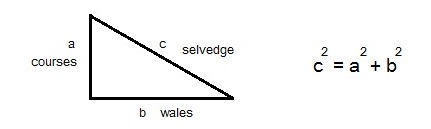 a
courses
c selvedge
b wales
c² = a² + b²